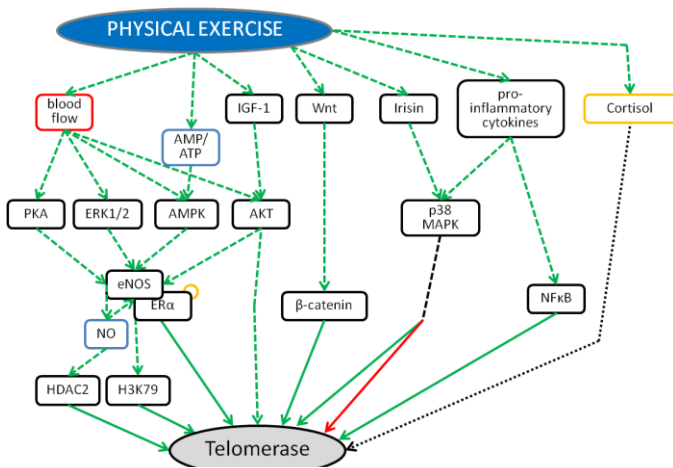 PHYSICAL EXERCISE
blood
flow
IGF-1
Wnt
Irisin
pro-
inflammatory
cytokines
Cortisol
AMP/
ATP
PKA
ERK1/2
AMPK
AKT
p38
MAPK
eNOS
ERα
β-catenin
NFκB
NO
HDAC2
H3K79
Telomerase